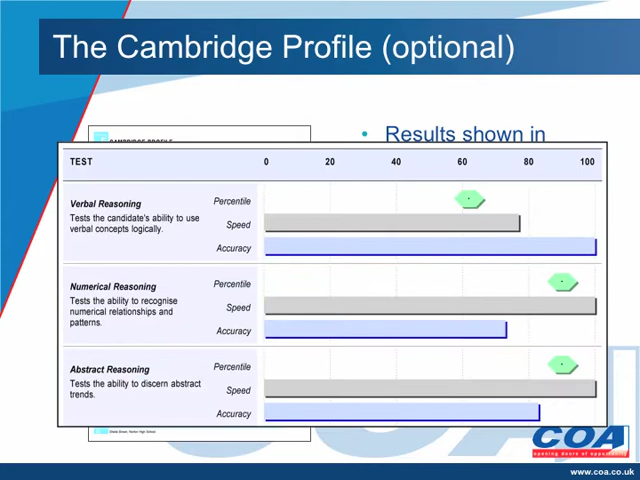 The Cambridge Profile (optional)
• Results shown in
TEST 0 20 40 60 80 100
Verbal Reasoning
Tests the candidate's ability to use
verbal concepts logically.
Percentile
Speed
Accuracy
Numerical Reasoning
Tests the ability to recognise
numerical relationships and
patterns.
Percentile
Speed
Accuracy
Abstract Reasoning
Tests the ability to discern abstract
trends.
Percentile
Speed
Accuracy
COA
opening doors of opportunity
www.coa.co.uk